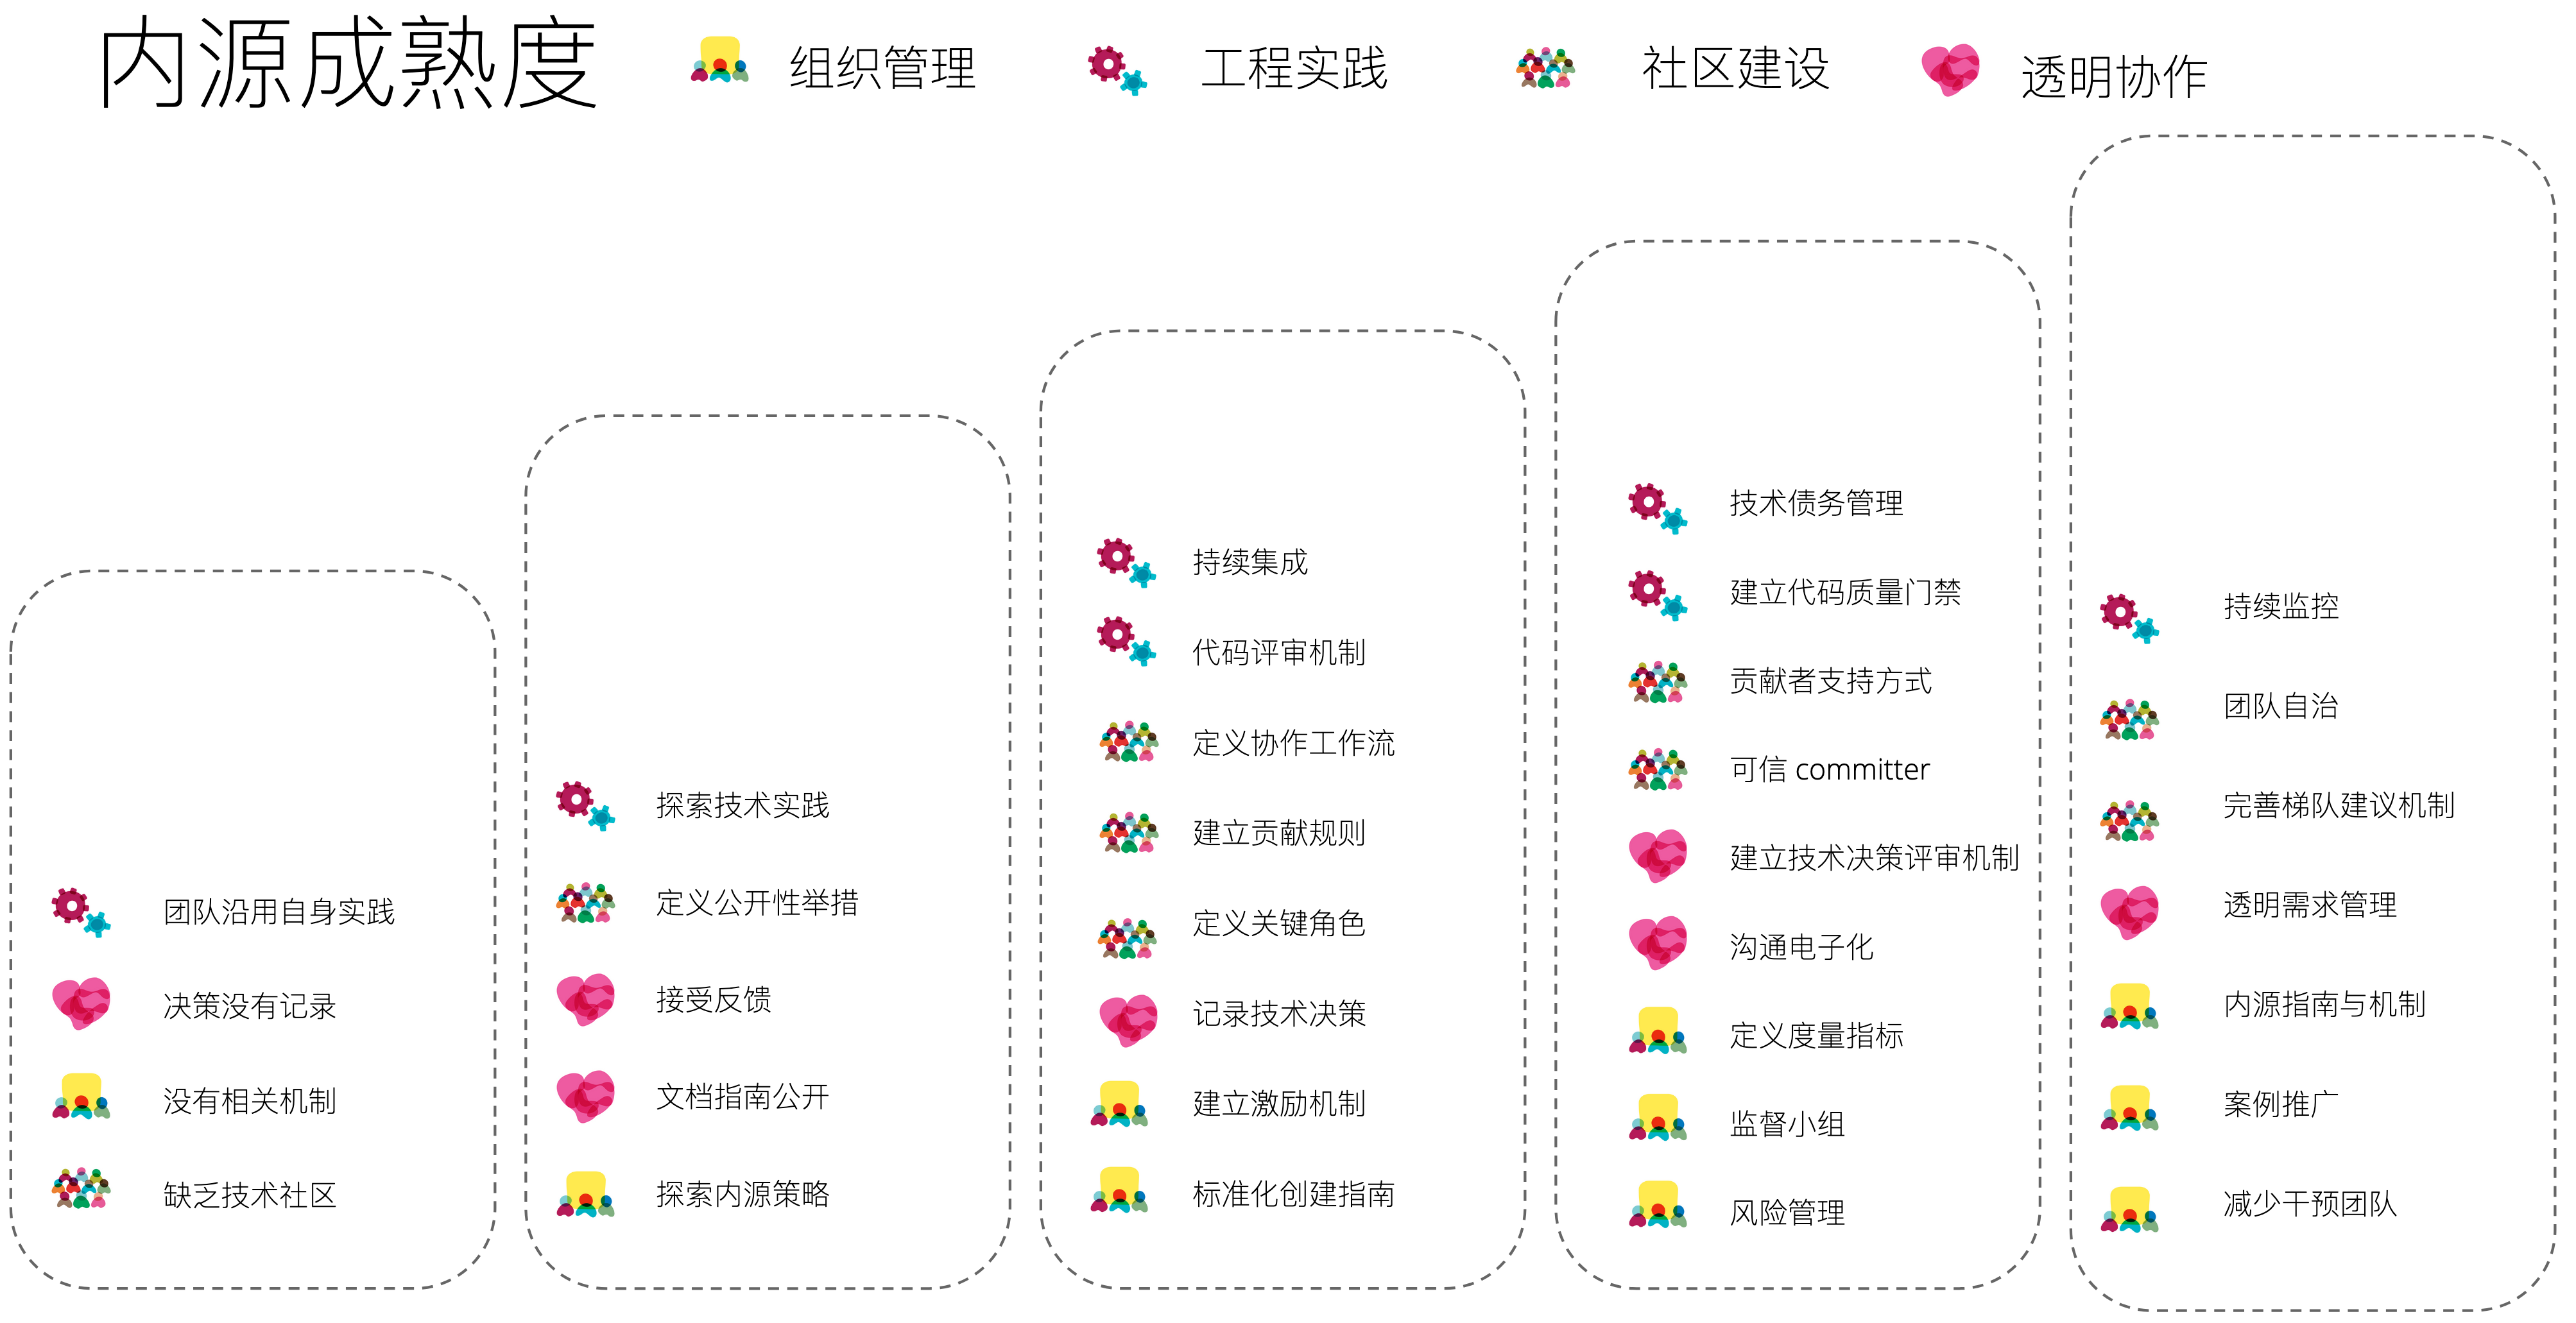 内源成熟度
组织管理
工程实践
社区建设
透明协作
团队沿用自身实践
决策没有记录
没有相关机制
缺乏技术社区
探索技术实践
定义公开性举措
接受反馈
文档指南公开
探索内源策略
持续集成
代码评审机制
定义协作工作流
建立贡献规则
定义关键角色
记录技术决策
建立激励机制
标准化创建指南
技术债务管理
建立代码质量门禁
贡献者支持方式
可信 committer
建立技术决策评审机制
沟通电子化
定义度量指标
监督小组
风险管理
持续监控
团队自治
完善梯队建议机制
透明需求管理
内源指南与机制
案例推广
减少干预团队